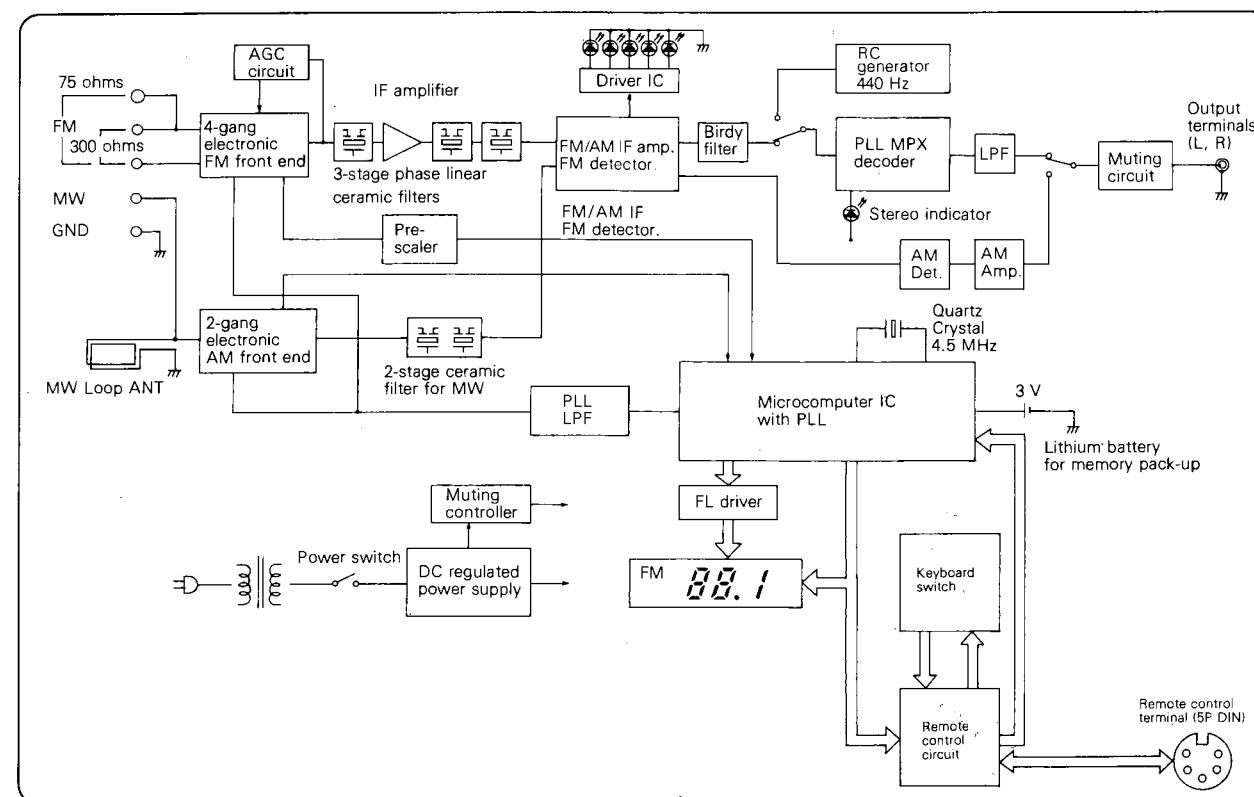 AGC
circuit
75 ohms
FM
300 ohms
MW
GND
4-gang
electronic
FM front end
IF amplifier
3-stage phase linear
ceramic filters
Driver IC
FM/AM IF amp.
FM detector.
Birdy
filter
RC
generator
440 Hz
PLL MPX
decoder
LPF
Muting
circuit
Output
terminals
(L, R)
Stereo indicator
FM/AM IF
FM detector.
Pre-
scaler
AM
Det.
AM
Amp.
2-gang
electronic
AM front end
MW Loop ANT
2-stage ceramic
filter for MW
Quartz
Crystal
4.5 MHz
PLL
LPF
Microcomputer IC
with PLL
3 V
Lithium battery
for memory pack-up
Muting
controller
FL driver
Power switch
DC regulated
power supply
FM 88.1
Keyboard
switch
Remote
control
circuit
Remote control
terminal (5P DIN)